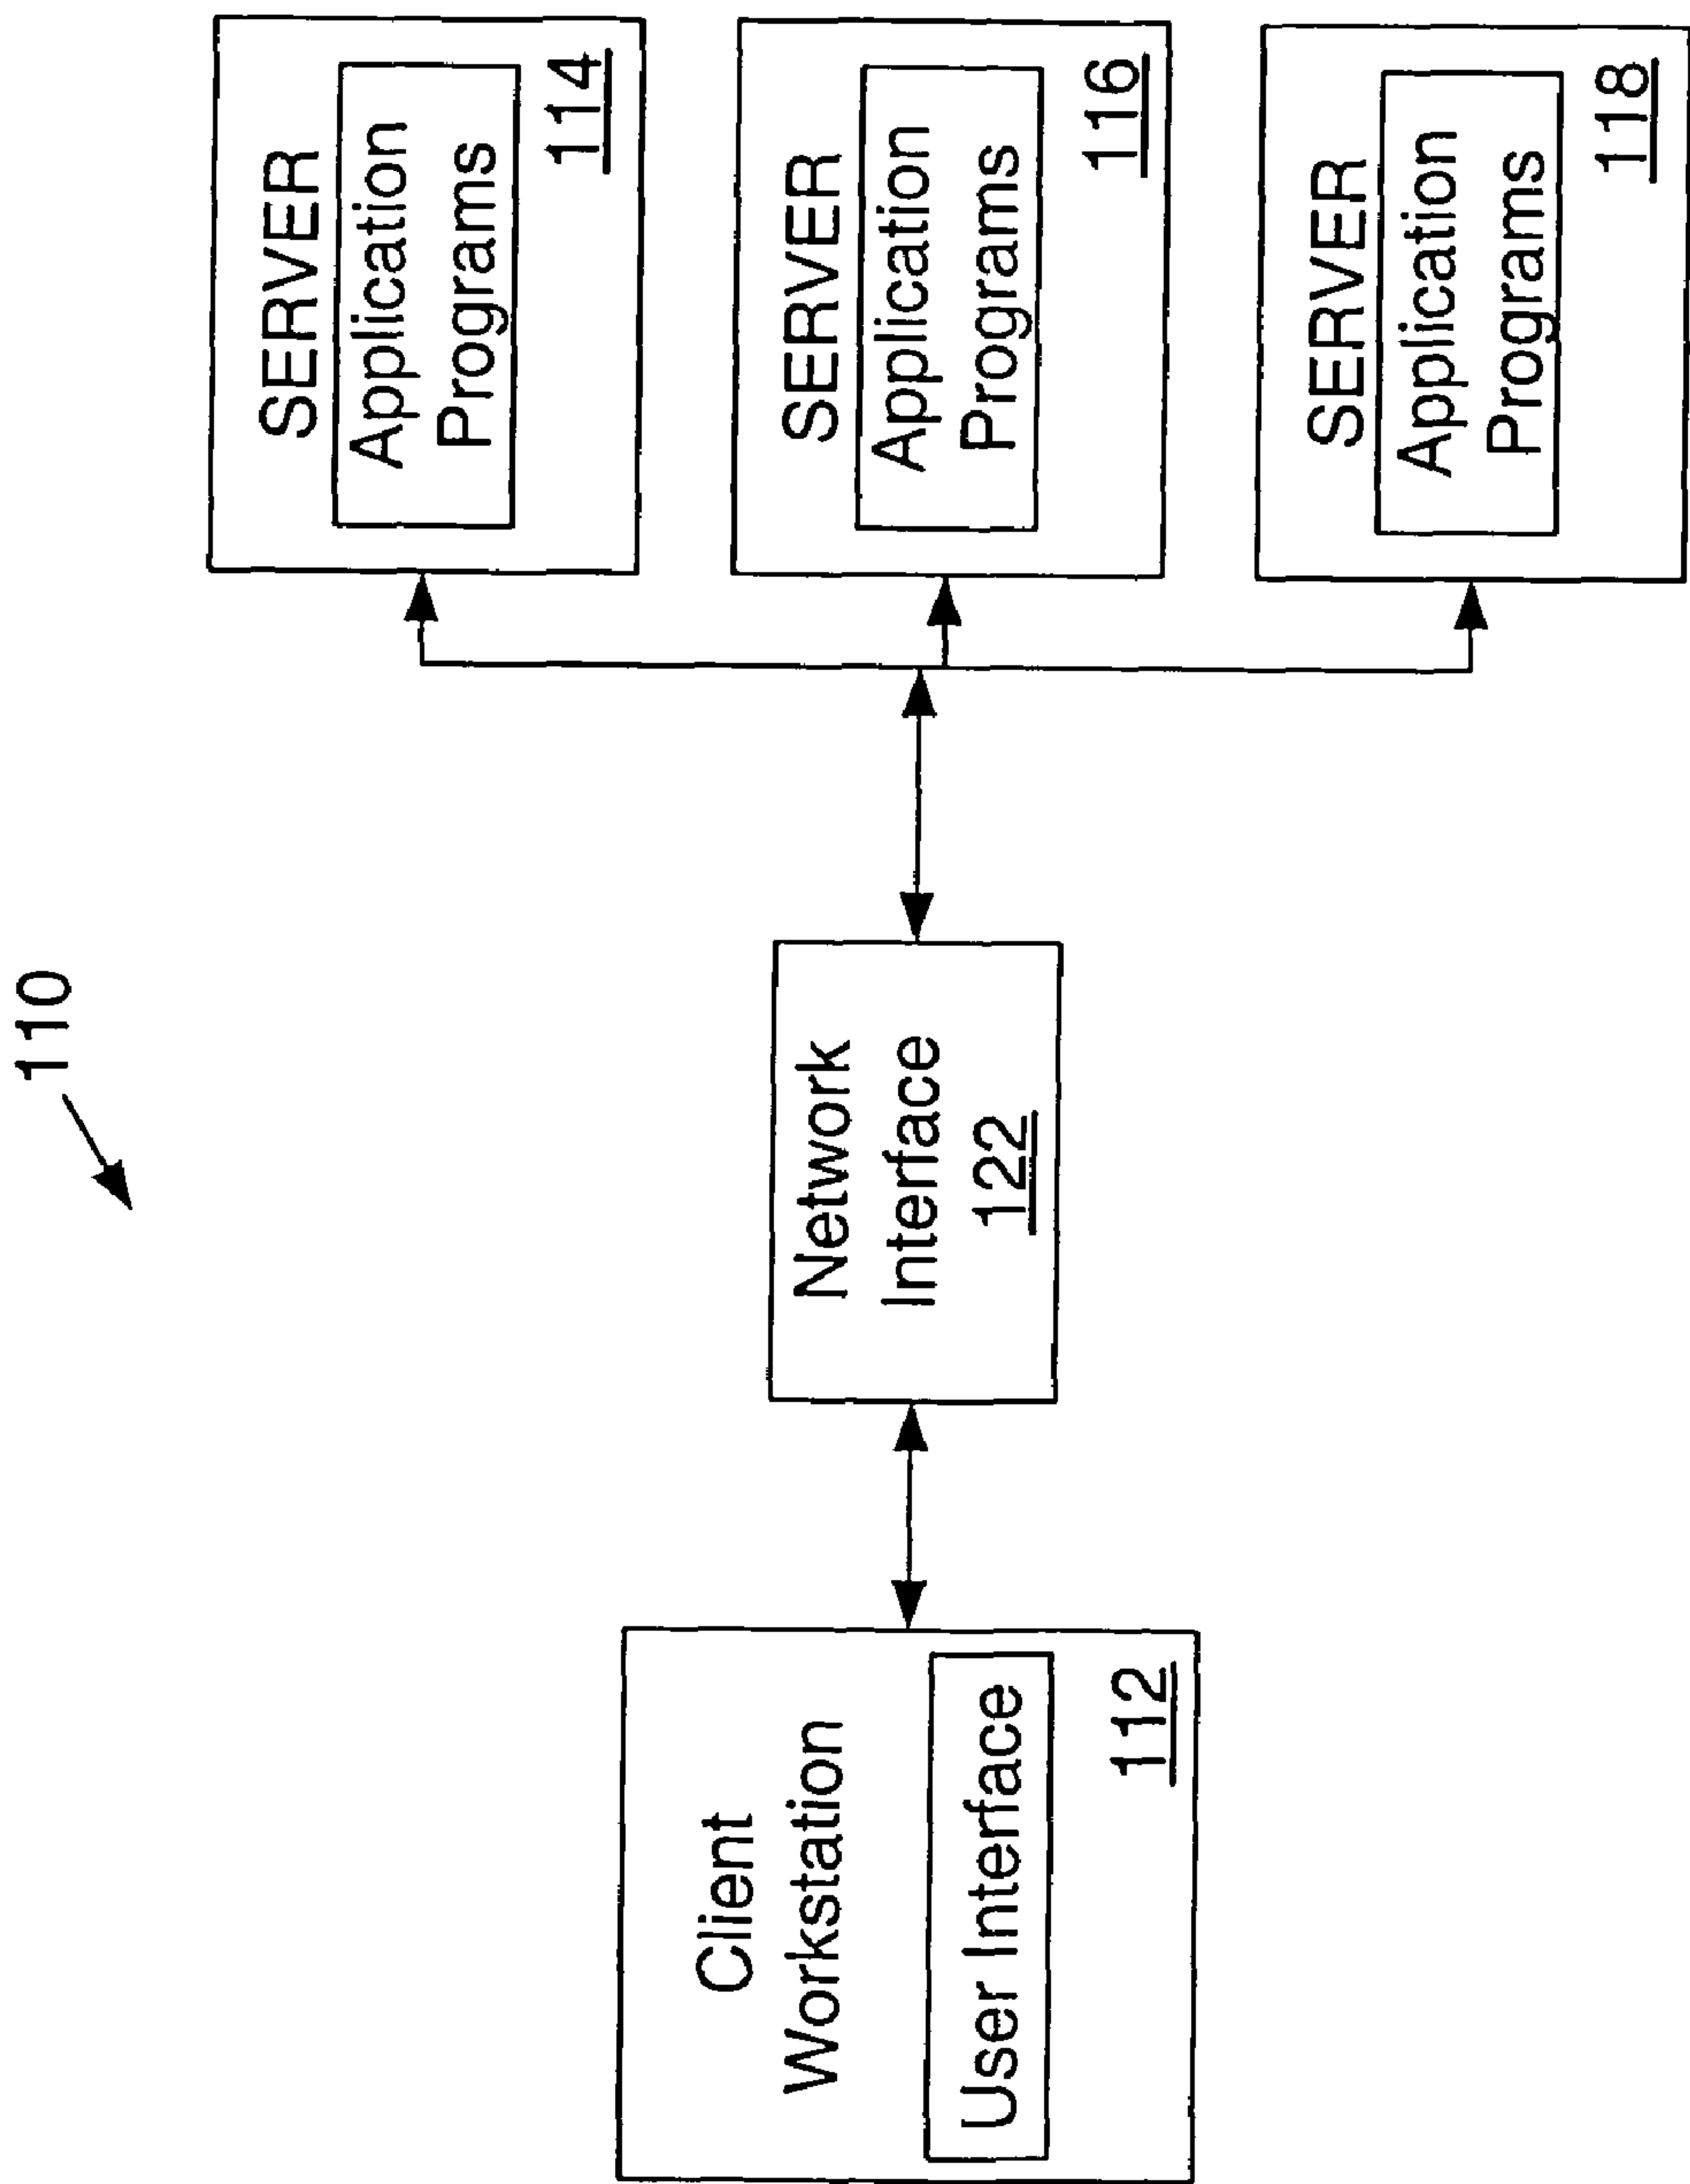 110
Client
Workstation
User Interface
112
Network
Interface
122
SERVER
Application
Programs
114
SERVER
Application
Programs
116
SERVER
Application
Programs
118